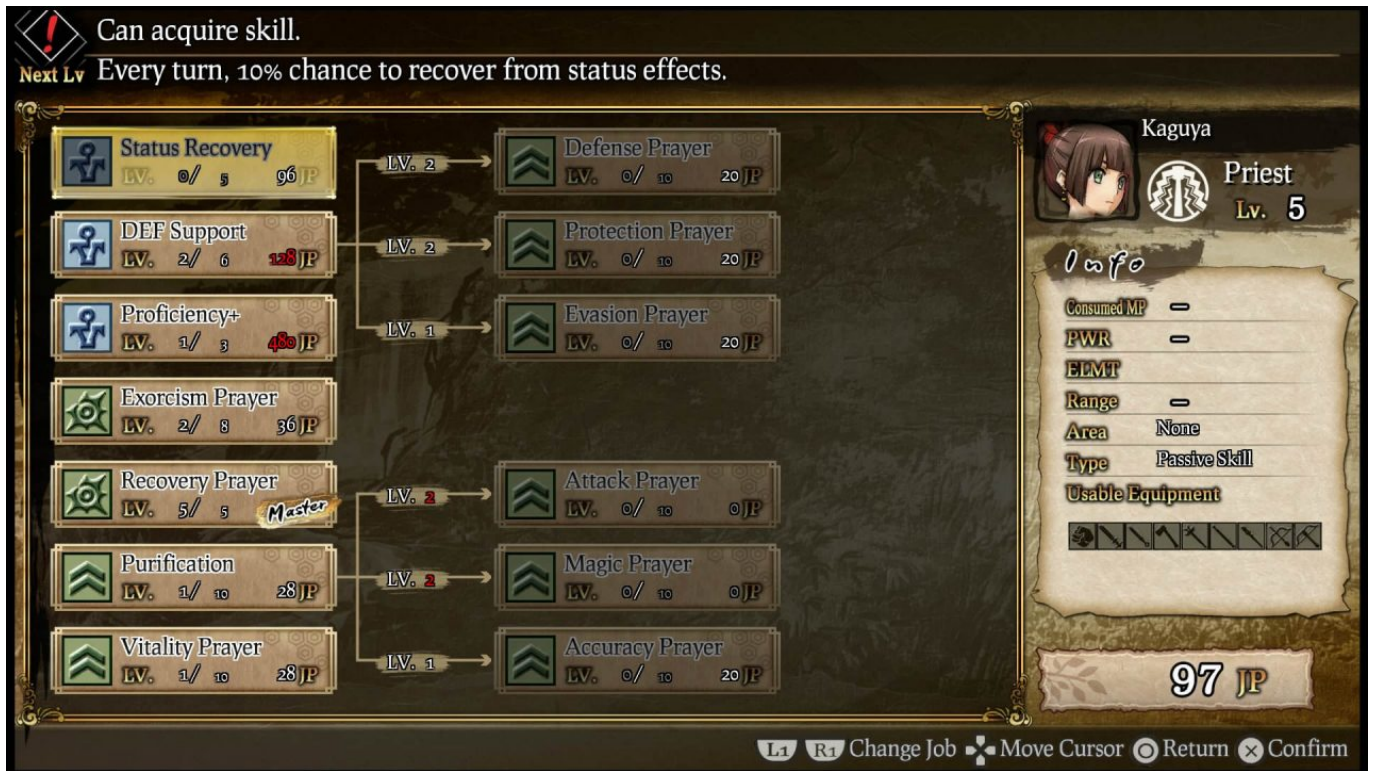 Can acquire skill.
Next Lv Every turn, 10% chance to recover from status effects.
Status Recovery
LV. 0/ 5 96 JP
LV. 2
Defense Prayer
LV. 0/ 10 20 JP
DEF Support
LV. 2/ 6 128 JP
LV. 2
Protection Prayer
LV. 0/ 10 20 JP
Proficiency+
LV. 1/ 3 480 JP
LV. 1
Evasion Prayer
LV. 0/ 10 20 JP
Exorcism Prayer
LV. 2/ 8 36 JP
Recovery Prayer
LV. 5/ 5 Master
LV. 2
Attack Prayer
LV. 0/ 10 0 JP
Purification
LV. 1/ 10 28 JP
LV. 2
Magic Prayer
LV. 0/ 10 0 JP
Vitality Prayer
LV. 1/ 10 28 JP
LV. 1
Accuracy Prayer
LV. 0/ 10 20 JP
Kaguya
Priest
Lv. 5
Info
Consumed MP –
PWR –
ELMT
Range –
Area None
Type Passive Skill
Usable Equipment
97 JP
L1 R1 Change Job Move Cursor Return Confirm